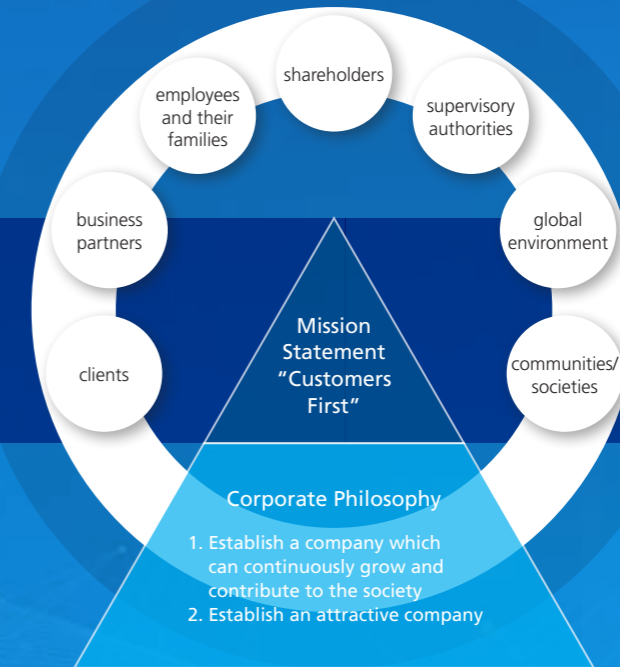 shareholders
employees
and their
families
supervisory
authorities
business
partners
global
environment
clients
communities/
societies
Mission
Statement
“Customers
First”
Corporate Philosophy
1. Establish a company which
can continuously grow and
contribute to the society
2. Establish an attractive company